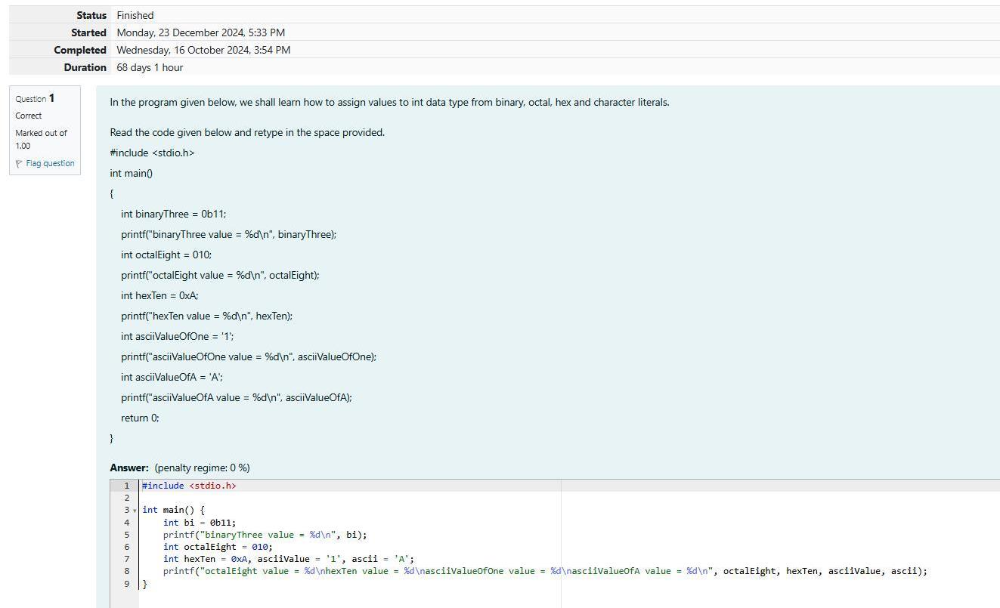 Status Finished
Started Monday, 23 December 2024, 5:33 PM
Completed Wednesday, 16 October 2024, 3:54 PM
Duration 68 days 1 hour
Question 1
Correct
Marked out of
1.00
Flag question
In the program given below, we shall learn how to assign values to int data type from binary, octal, hex and character literals.
Read the code given below and retype in the space provided.
#include <stdio.h>
int main()
{
int binaryThree = 0b11;
printf("binaryThree value = %d\n", binaryThree);
int octalEight = 010;
printf("octalEight value = %d\n", octalEight);
int hexTen = 0xA;
printf("hexTen value = %d\n", hexTen);
int asciiValueOfOne = '1';
printf("asciiValueOfOne value = %d\n", asciiValueOfOne);
int asciiValueOfA = 'A';
printf("asciiValueOfA value = %d\n", asciiValueOfA);
return 0;
}
Answer: (penalty regime: 0 %)
1 #include <stdio.h>
2
3 int main() {
4 int bi = 0b11;
5 printf("binaryThree value = %d\n", bi);
6 int octalEight = 010;
7 int hexTen = 0xA, asciiValue = '1', ascii = 'A';
8 printf("octalEight value = %d\nhexTen value = %d\nasciiValueOfOne value = %d\nasciiValueOfA value = %d\n", octalEight, hexTen, asciiValue, ascii);
9 }